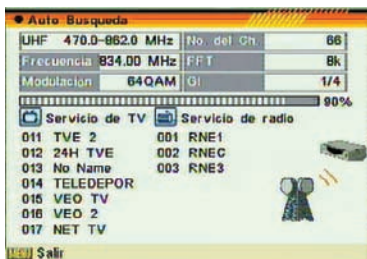 Auto Busqueda
UHF 470.0-862.0 MHz No. del Ch. 66
Frecuencia 834.00 MHz FFT 8k
Modulacion 64QAM GI 1/4
90%
Servicio de TV Servicio de radio
011 TVE 2 001 RNE1
012 24H TVE 002 RNEC
013 No Name 003 RNE3
014 TELEDEPOR
015 VEO TV
016 VEO 2
017 NET TV
Salir